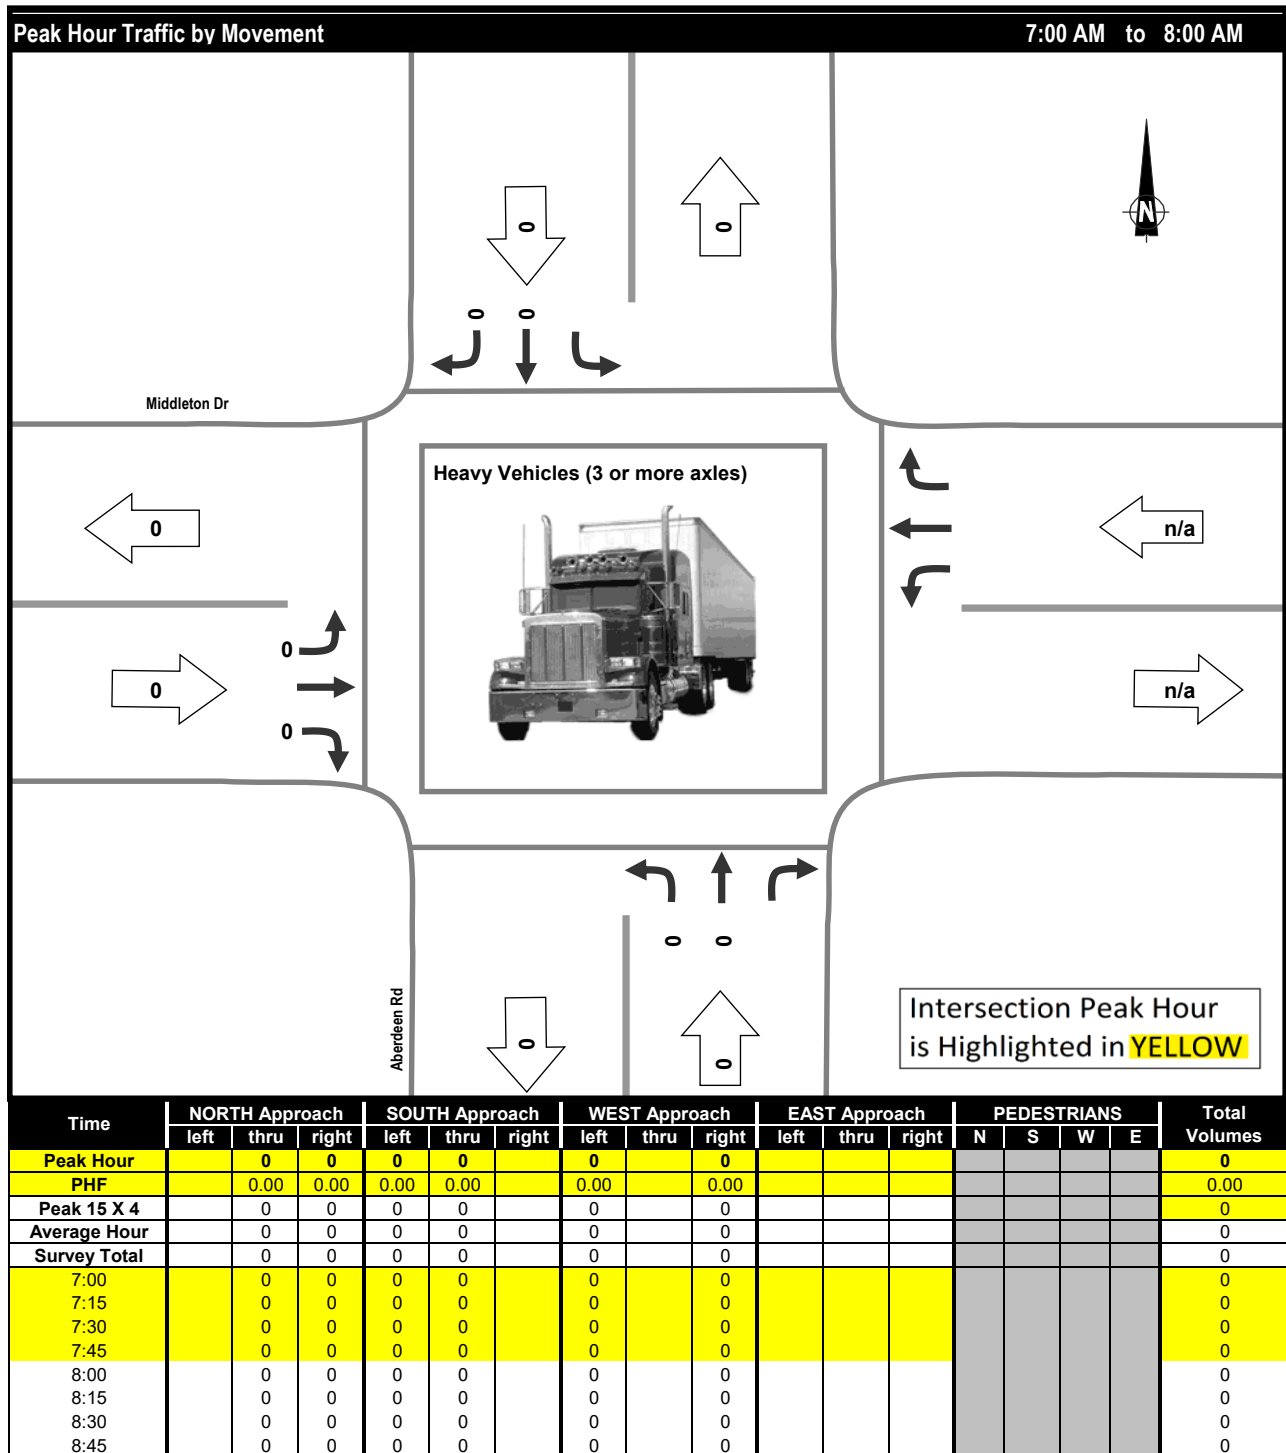 Peak Hour Traffic by Movement 7:00 AM to 8:00 AM
0 0
N
0 0
Middleton Dr
Heavy Vehicles (3 or more axles)
0 n/a
0
0 n/a
0
0 0
Aberdeen Rd
Intersection Peak Hour
is Highlighted in YELLOW
0 0
Time NORTH Approach SOUTH Approach WEST Approach EAST Approach PEDESTRIANS Total
left thru right left thru right left thru right left thru right N S W E Volumes
Peak Hour 0 0 0 0 0 0 0
PHF 0.00 0.00 0.00 0.00 0.00 0.00 0.00
Peak 15 X 4 0 0 0 0 0 0 0
Average Hour 0 0 0 0 0 0 0
Survey Total 0 0 0 0 0 0 0
7:00 0 0 0 0 0 0 0
7:15 0 0 0 0 0 0 0
7:30 0 0 0 0 0 0 0
7:45 0 0 0 0 0 0 0
8:00 0 0 0 0 0 0 0
8:15 0 0 0 0 0 0 0
8:30 0 0 0 0 0 0 0
8:45 0 0 0 0 0 0 0